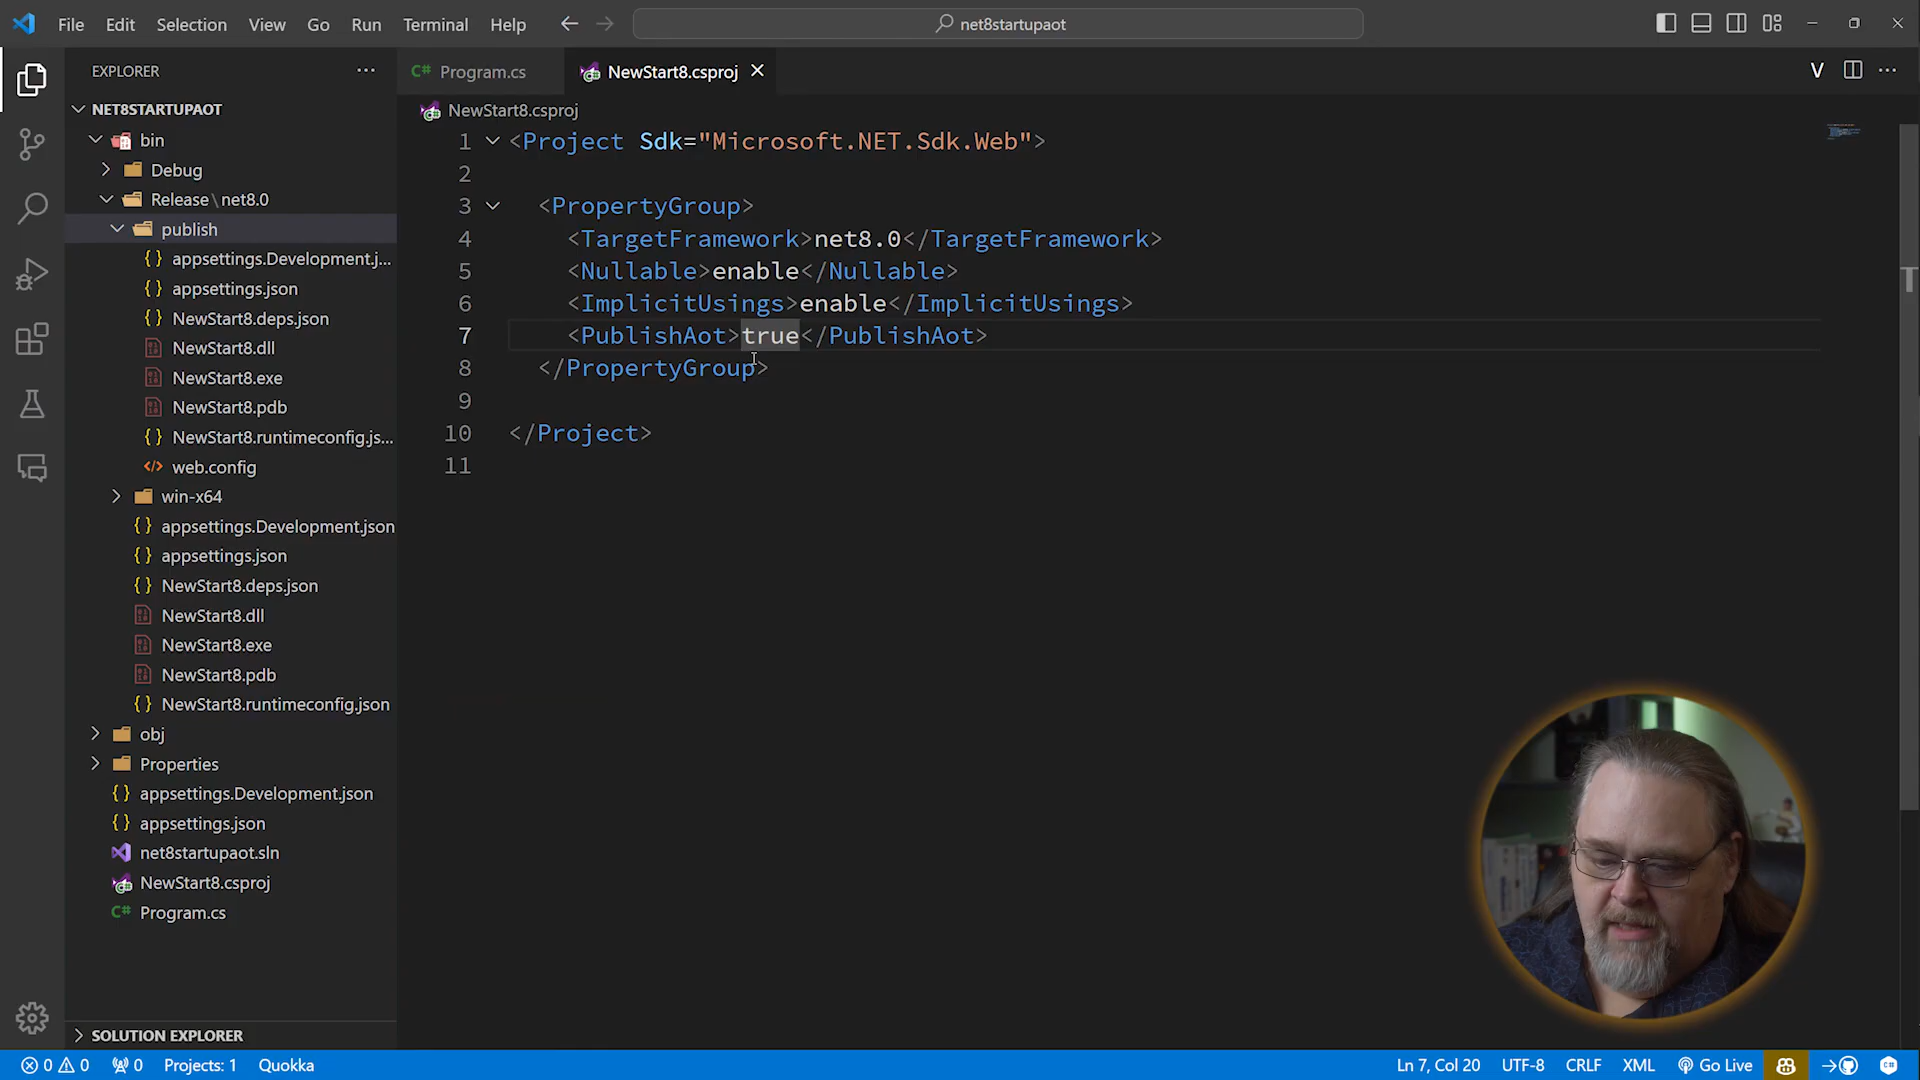 File Edit Selection View Go Run Terminal Help
net8startupaot
EXPLORER
Program.cs
NewStart8.csproj
NET8STARTUPAOT
bin
Debug
Release\net8.0
publish
appsettings.Development.j...
appsettings.json
NewStart8.deps.json
NewStart8.dll
NewStart8.exe
NewStart8.pdb
NewStart8.runtimeconfig.js...
web.config
win-x64
appsettings.Development.json
appsettings.json
NewStart8.deps.json
NewStart8.dll
NewStart8.exe
NewStart8.pdb
NewStart8.runtimeconfig.json
obj
Properties
appsettings.Development.json
appsettings.json
net8startupaot.sln
NewStart8.csproj
Program.cs
SOLUTION EXPLORER
NewStart8.csproj
1 <Project Sdk="Microsoft.NET.Sdk.Web">
2
3 <PropertyGroup>
4 <TargetFramework>net8.0</TargetFramework>
5 <Nullable>enable</Nullable>
6 <ImplicitUsings>enable</ImplicitUsings>
7 <PublishAot>true</PublishAot>
8 </PropertyGroup>
9
10 </Project>
11
0 0 0 Projects: 1 Quokka
Ln 7, Col 20 UTF-8 CRLF XML Go Live